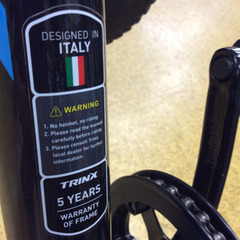 DESIGNED IN
ITALY
WARNING
1. No helmet, no riding
2. Please read the manual
carefully before riding
3. Please consult Trinx
local dealer for further
information.
TRINX
5 YEARS
WARRANTY
OF FRAME